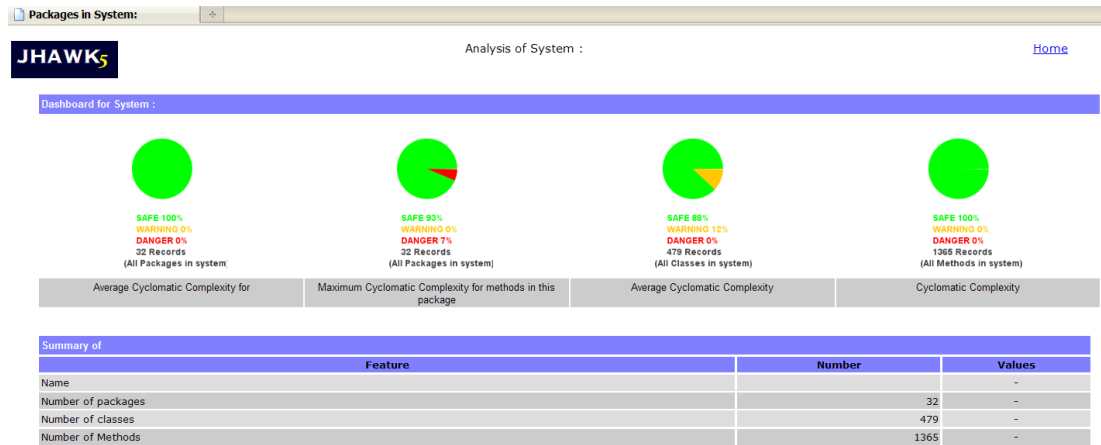 Packages in System:
JHAWK5
Analysis of System :
Home
Dashboard for System :
SAFE 100%
WARNING 0%
DANGER 0%
32 Records
(All Packages in system)
SAFE 93%
WARNING 0%
DANGER 7%
32 Records
(All Packages in system)
SAFE 88%
WARNING 12%
DANGER 0%
479 Records
(All Classes in system)
SAFE 100%
WARNING 0%
DANGER 0%
1365 Records
(All Methods in system)
Average Cyclomatic Complexity for
Maximum Cyclomatic Complexity for methods in this
package
Average Cyclomatic Complexity
Cyclomatic Complexity
Summary of
Feature Number Values
Name -
Number of packages 32 -
Number of classes 479 -
Number of Methods 1365 -